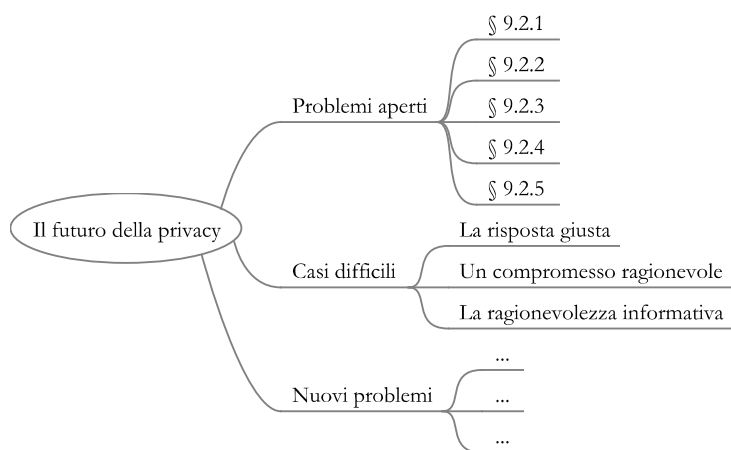 Il futuro della privacy
Problemi aperti
§ 9.2.1
§ 9.2.2
§ 9.2.3
§ 9.2.4
§ 9.2.5
Casi difficili
La risposta giusta
Un compromesso ragionevole
La ragionevolezza informativa
Nuovi problemi
...
...
...